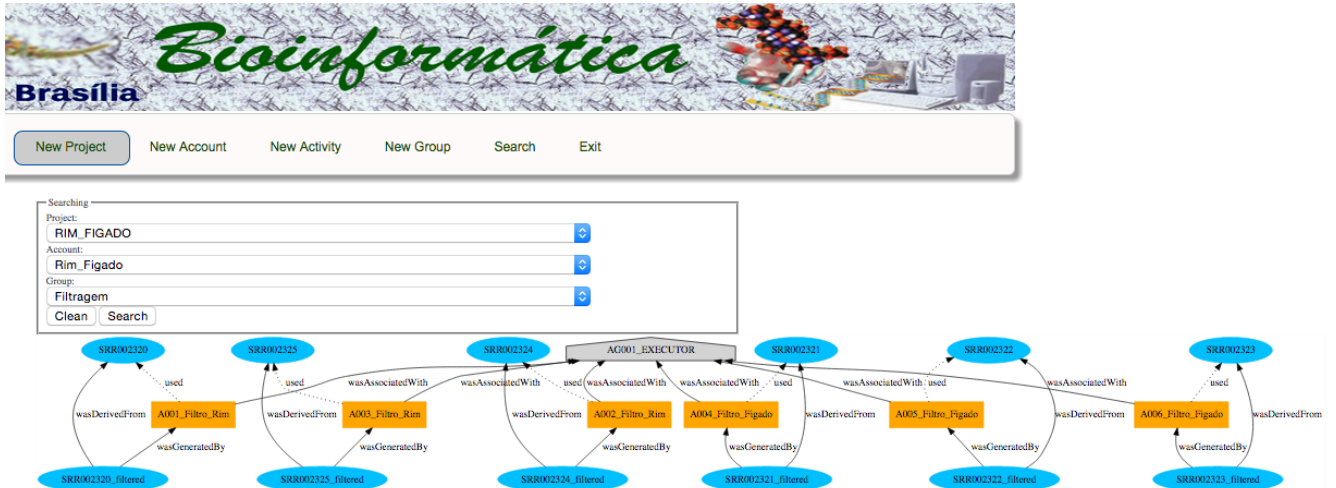 Bioinformática
Brasília
New Project New Account New Activity New Group Search Exit
Searching
Project:
RIM_FIGADO
Account:
Rim_Figado
Group:
Filtragem
Clean Search
SRR002320 SRR002325 SRR002324 AG001_EXECUTOR SRR002321 SRR002322 SRR002323
used used wasAssociatedWith wasAssociatedWith used wasAssociatedWith wasAssociatedWith used wasAssociatedWith used wasAssociatedWith used
wasDerivedFrom A001_Filtro_Rim wasDerivedFrom A003_Filtro_Rim wasDerivedFrom A002_Filtro_Rim A004_Filtro_Figado wasDerivedFrom A005_Filtro_Figado wasDerivedFrom A006_Filtro_Figado wasDerivedFrom
wasGeneratedBy wasGeneratedBy wasGeneratedBy wasGeneratedBy wasGeneratedBy wasGeneratedBy
SRR002320_filtered SRR002325_filtered SRR002324_filtered SRR002321_filtered SRR002322_filtered SRR002323_filtered